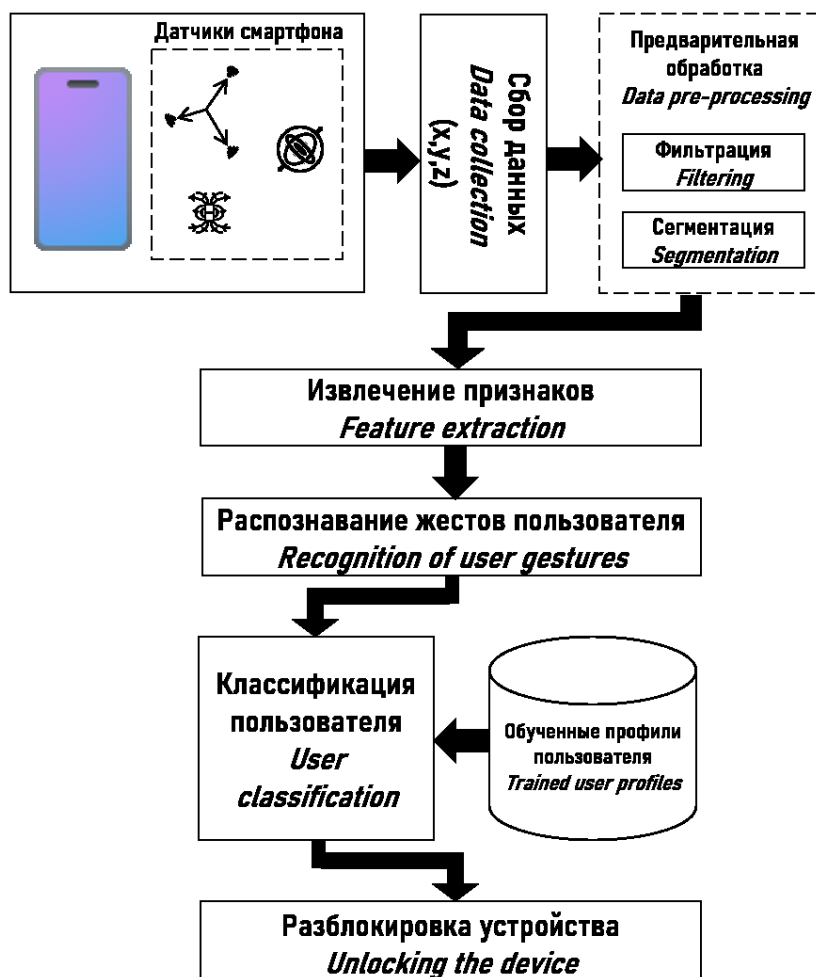 Датчики смартфона
Сбор данных
Data collection
(x,y,z)
Предварительная
обработка
Data pre-processing
Фильтрация
Filtering
Сегментация
Segmentation
Извлечение признаков
Feature extraction
Распознавание жестов пользователя
Recognition of user gestures
Классификация
пользователя
User
classification
Обученные профили
пользователя
Trained user profiles
Разблокировка устройства
Unlocking the device